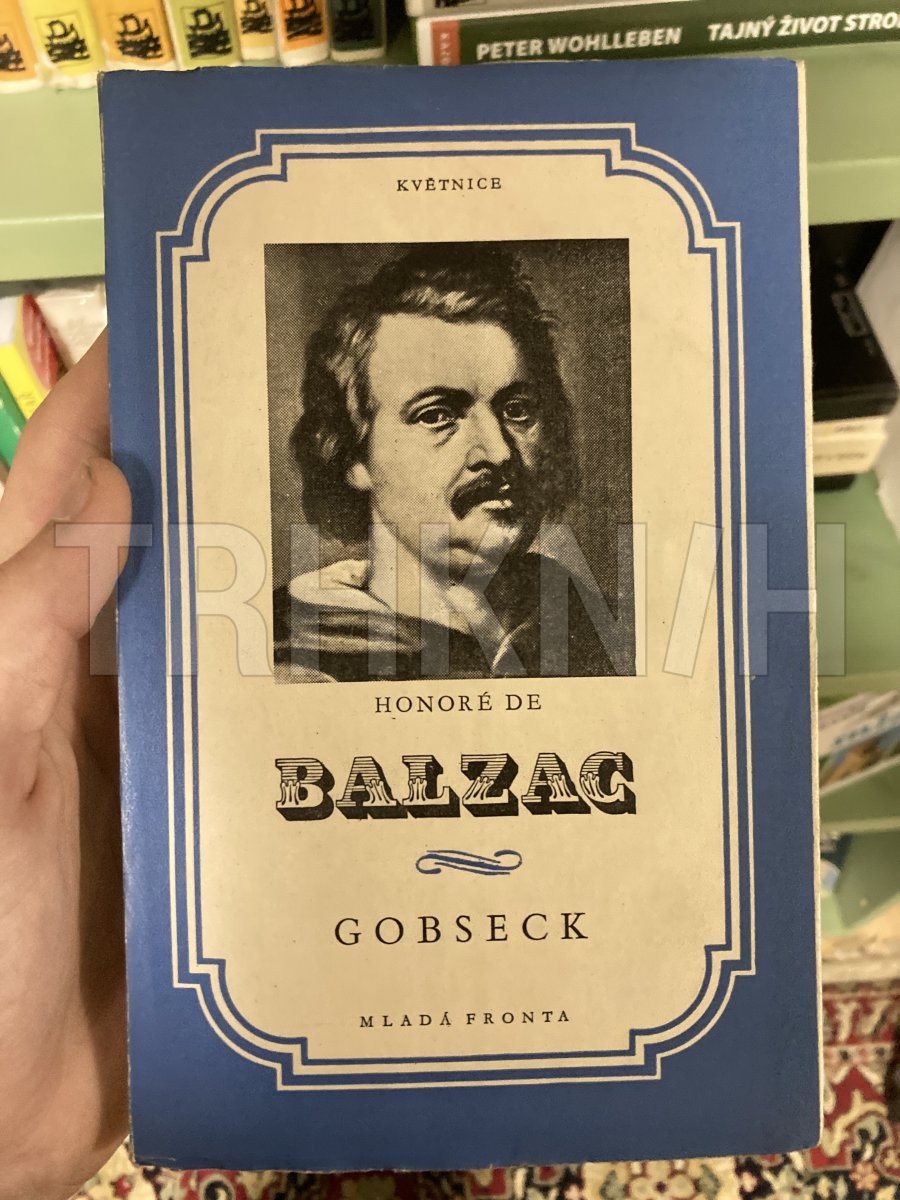 PETER WOHLLEBEN TAJNÝ ŽIVOT STRO
KVĚTNICE
TRHKNIH
HONORÉ DE
BALZAC
GOBSECK
MLADÁ FRONTA